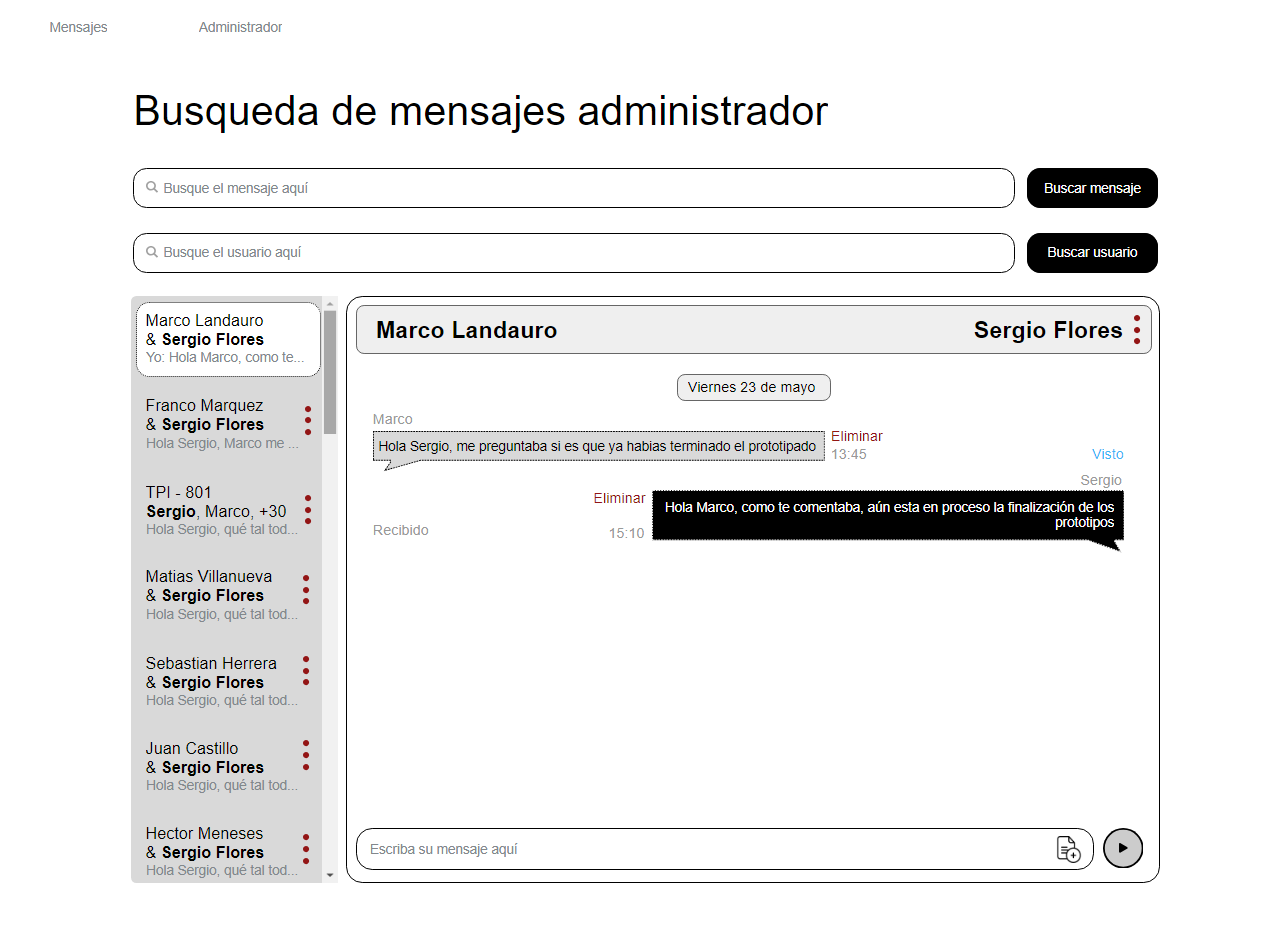 Mensajes
Administrador
Busqueda de mensajes administrador
Busque el mensaje aquí
Buscar mensaje
Busque el usuario aquí
Buscar usuario
Marco Landauro
& Sergio Flores
Yo: Hola Marco, como te...
Franco Marquez
& Sergio Flores
Hola Sergio, Marco me ...
TPI - 801
Sergio, Marco, +30
Hola Sergio, qué tal tod...
Matias Villanueva
& Sergio Flores
Hola Sergio, qué tal tod...
Sebastian Herrera
& Sergio Flores
Hola Sergio, qué tal tod...
Juan Castillo
& Sergio Flores
Hola Sergio, qué tal tod...
Hector Meneses
& Sergio Flores
Hola Sergio, qué tal tod...
Marco Landauro
Sergio Flores
Viernes 23 de mayo
Marco
Hola Sergio, me preguntaba si es que ya habias terminado el prototipado
Eliminar
13:45
Visto
Sergio
Eliminar
Hola Marco, como te comentaba, aún esta en proceso la finalización de los
prototipos
Recibido
15:10
Escriba su mensaje aquí